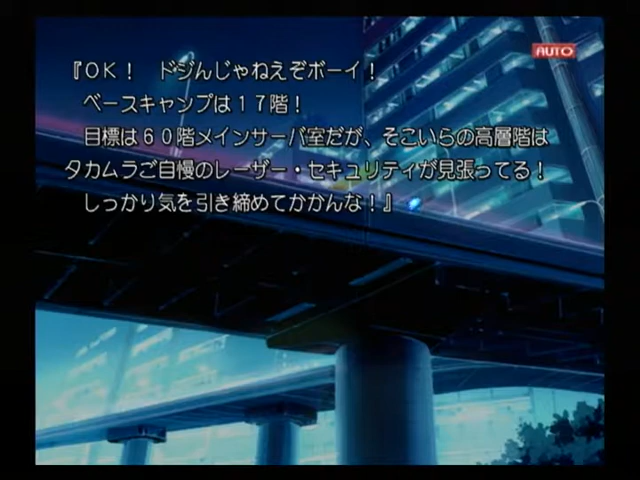 AUTO
『ＯＫ！　ドジんじゃねえぞボーイ！
ベースキャンプは１７階！
目標は６０階メインサーバ室だが、そこいらの高層階は
タカムラご自慢のレーザー・セキュリティが見張ってる！
しっかり気を引き締めてかかんな！』